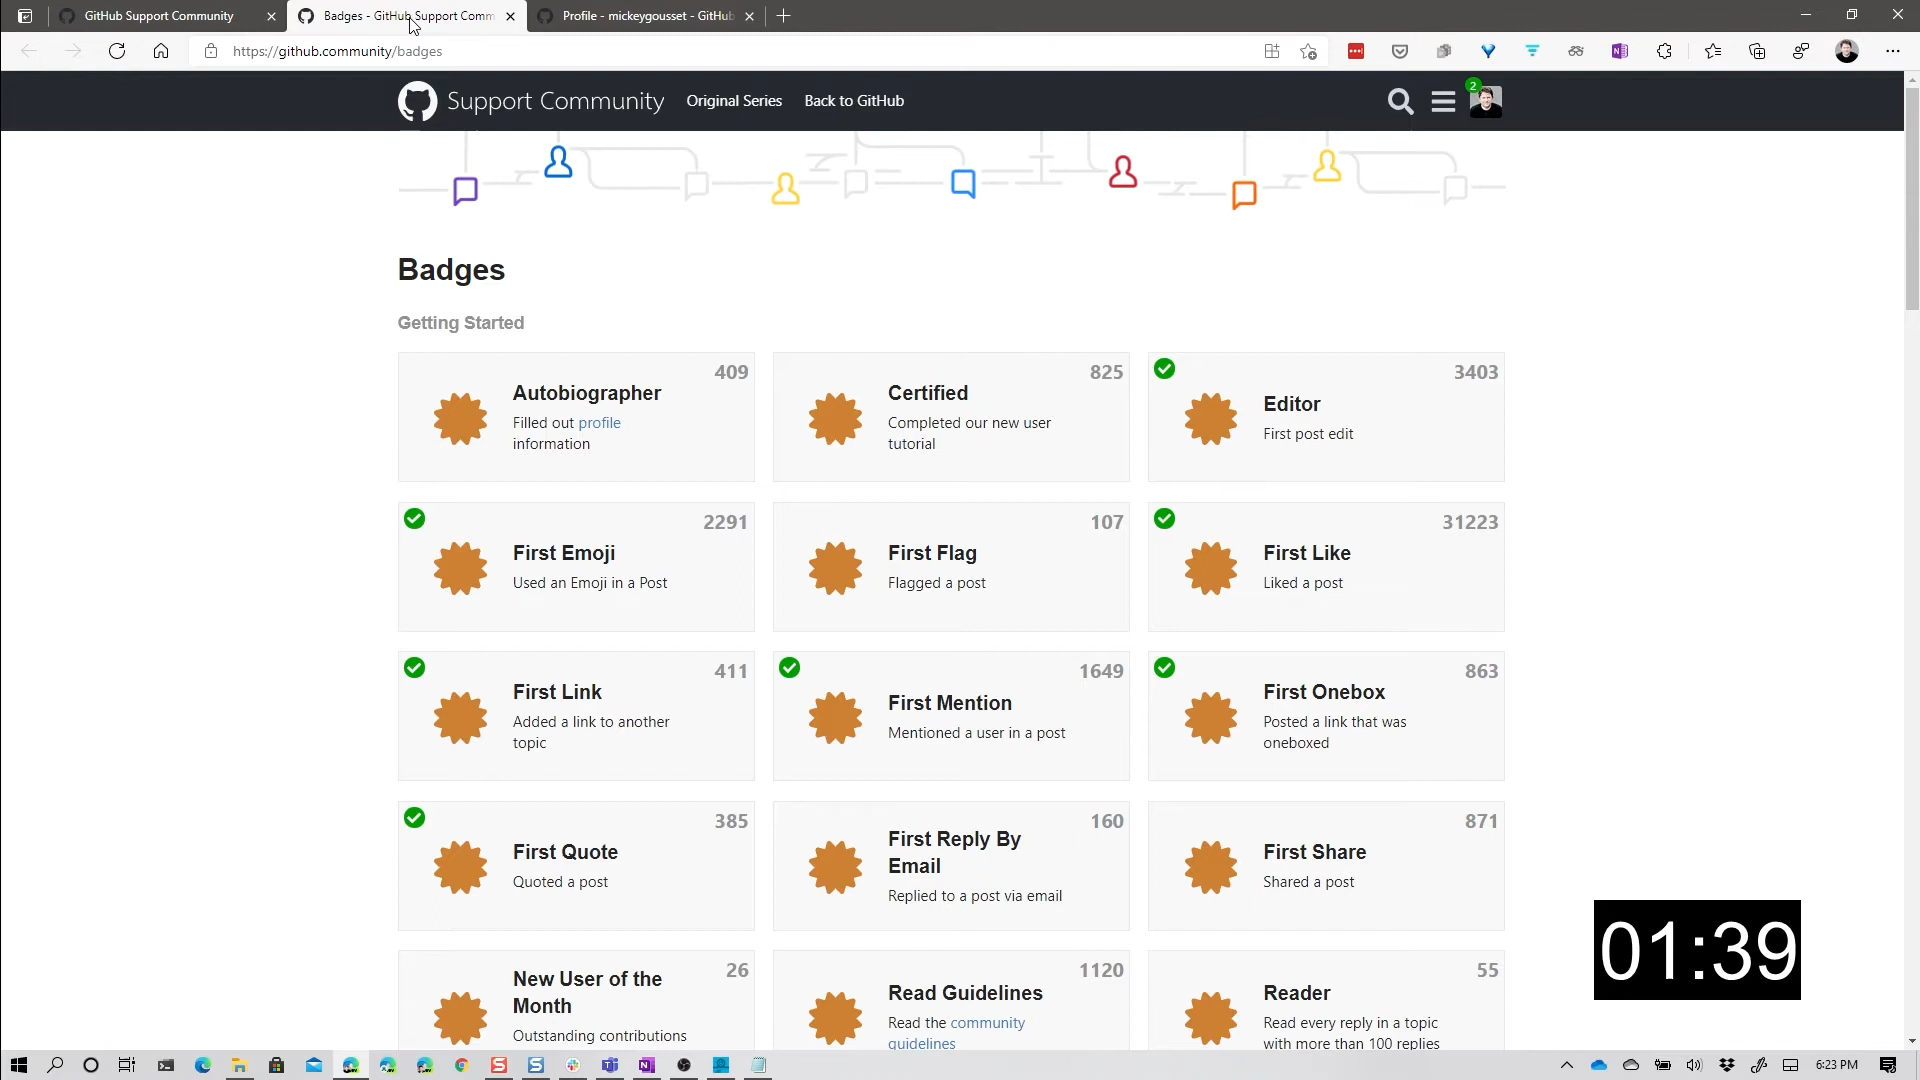 GitHub Support Community
Badges - GitHub Support Comm
Profile - mickeygousset - GitHub
https://github.community/badges
Support Community
Original Series
Back to GitHub
2
Badges
Getting Started
409
Autobiographer
Filled out profile
information
825
Certified
Completed our new user
tutorial
3403
Editor
First post edit
2291
First Emoji
Used an Emoji in a Post
107
First Flag
Flagged a post
31223
First Like
Liked a post
411
First Link
Added a link to another
topic
1649
First Mention
Mentioned a user in a post
863
First Onebox
Posted a link that was
oneboxed
385
First Quote
Quoted a post
160
First Reply By
Email
Replied to a post via email
871
First Share
Shared a post
26
New User of the
Month
Outstanding contributions
1120
Read Guidelines
Read the community
guidelines
55
Reader
Read every reply in a topic
with more than 100 replies
01:39
6:23 PM